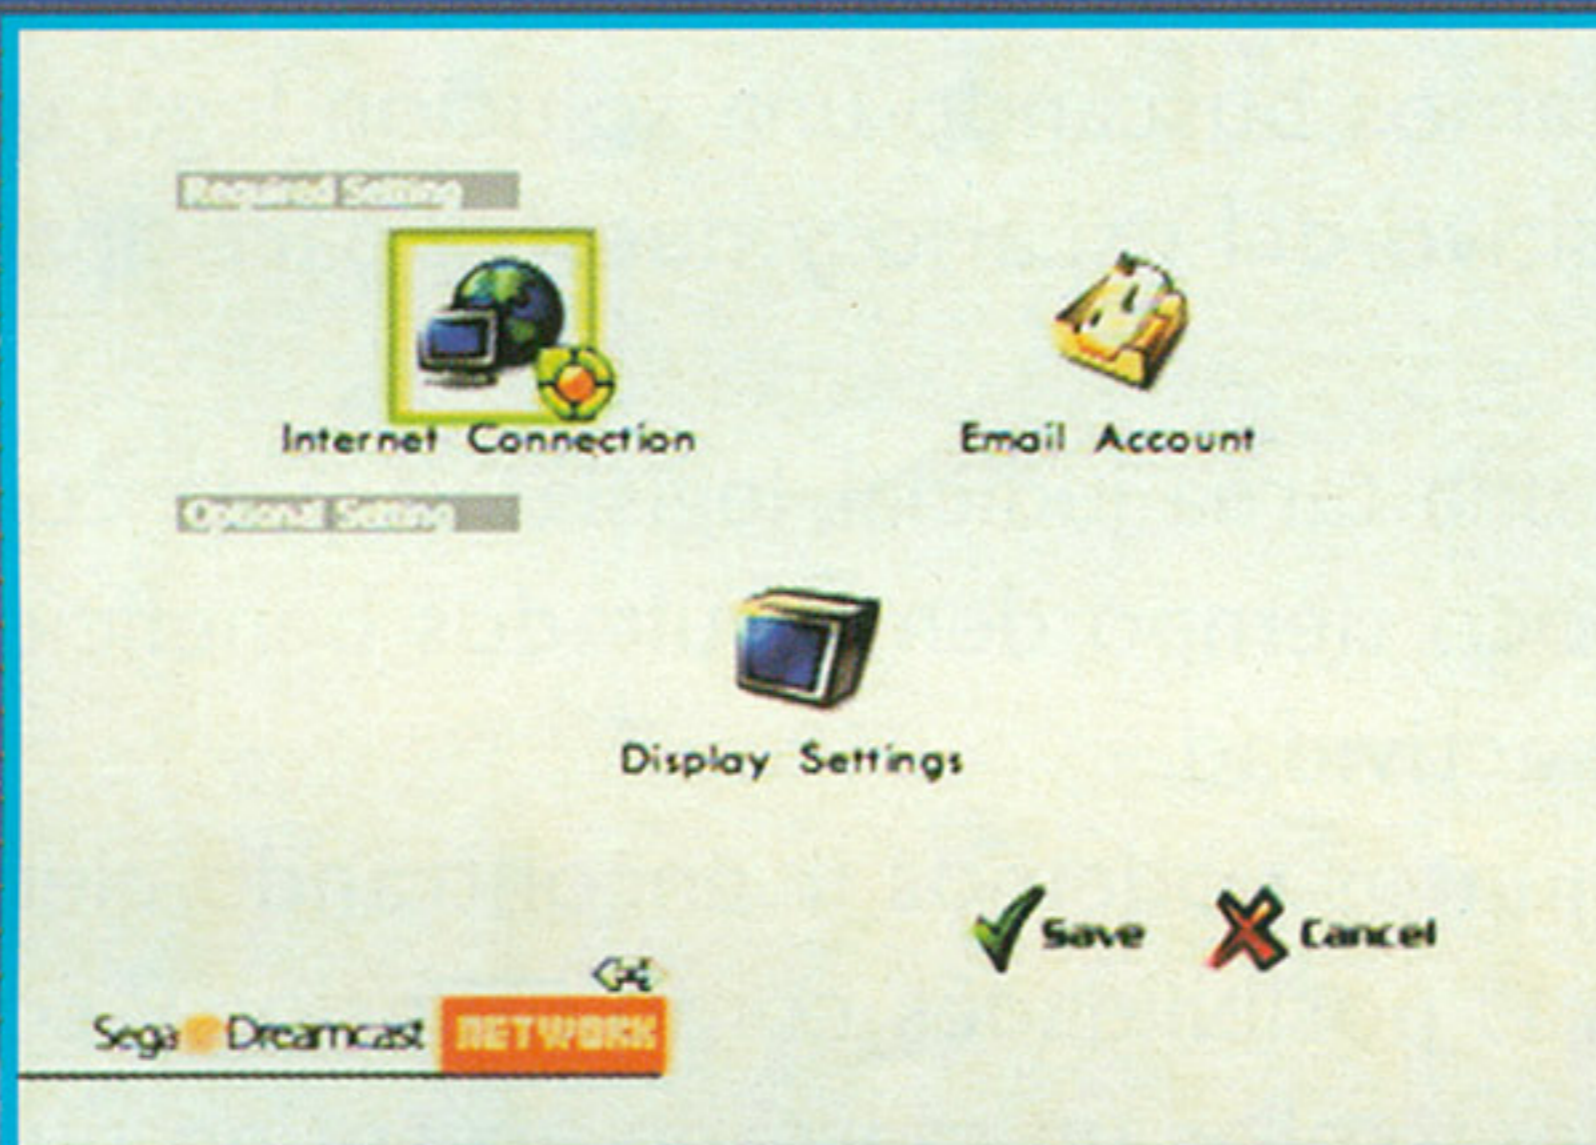 Required Setting
Internet Connection
Email Account
Optional Setting
Display Settings
Save
Cancel
Sega Dreamcast NETWORK